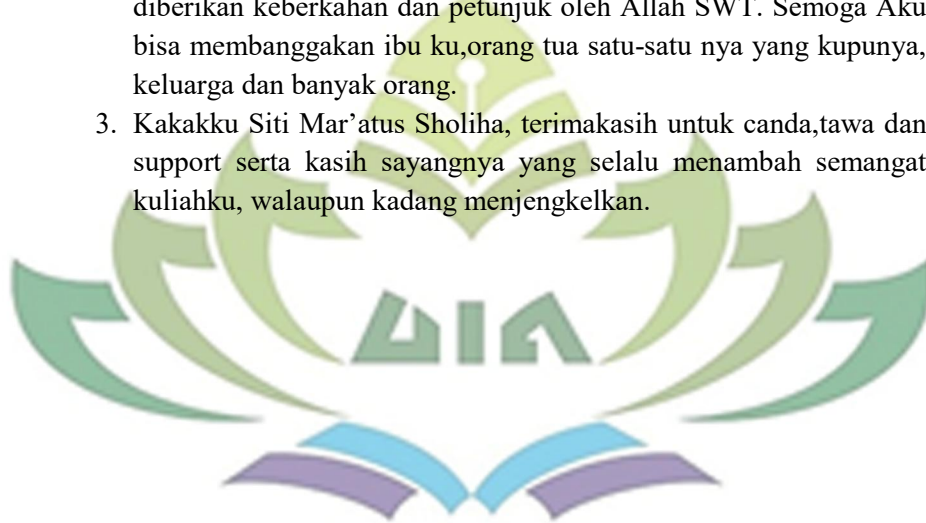 diberikan keberkahan dan petunjuk oleh Allah SWT. Semoga Aku
bisa membanggakan ibu ku,orang tua satu-satu nya yang kupunya,
keluarga dan banyak orang.
3. Kakakku Siti Mar’atus Sholiha, terimakasih untuk canda,tawa dan
support serta kasih sayangnya yang selalu menambah semangat
kuliahku, walaupun kadang menjengkelkan.
UIN